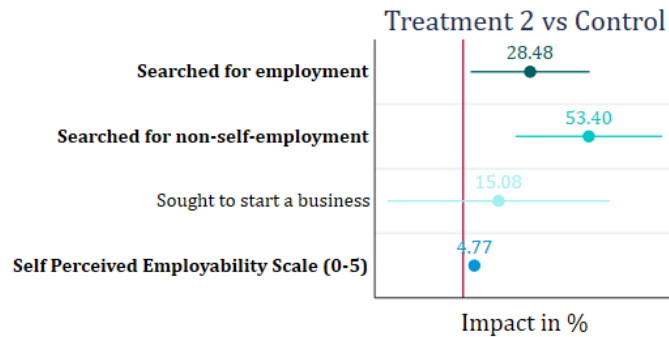 Treatment 2 vs Control
Searched for employment
28.48
Searched for non-self-employment
53.40
Sought to start a business
15.08
Self Perceived Employability Scale (0-5)
4.77
Impact in %